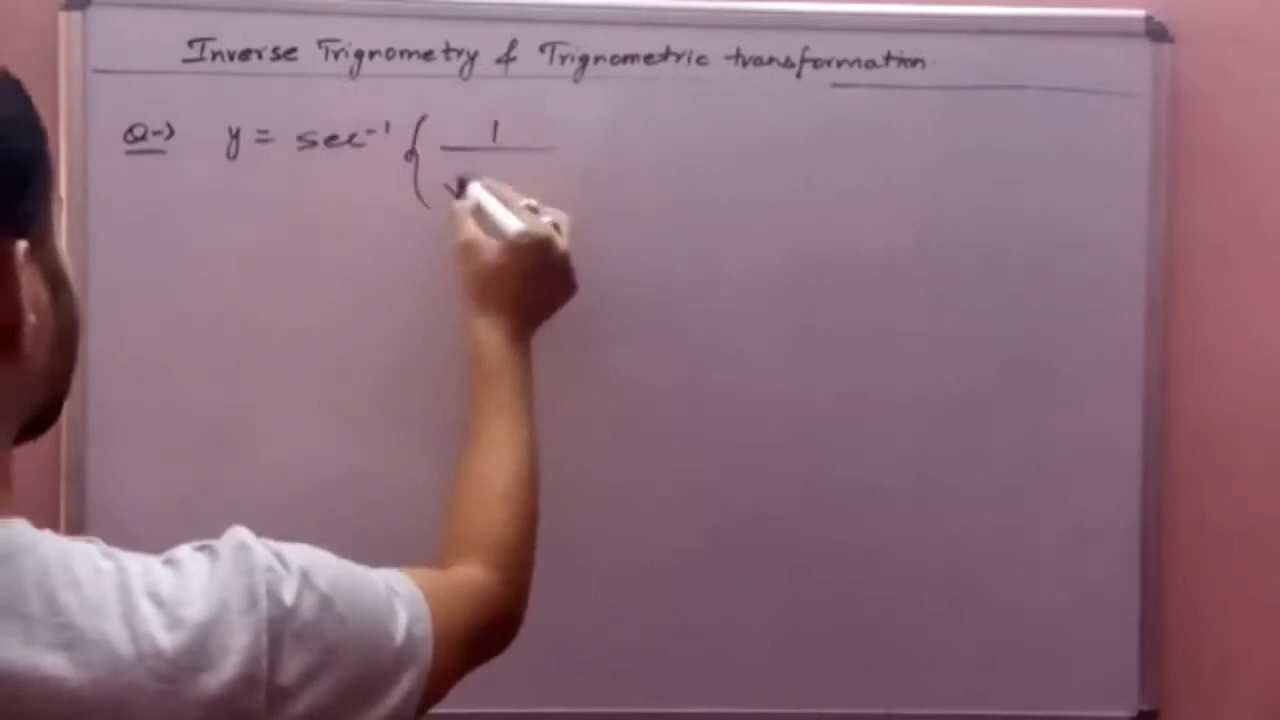 Inverse Trignometry & Trignometric transformation
Q-> y = sec⁻¹ { 1 / √